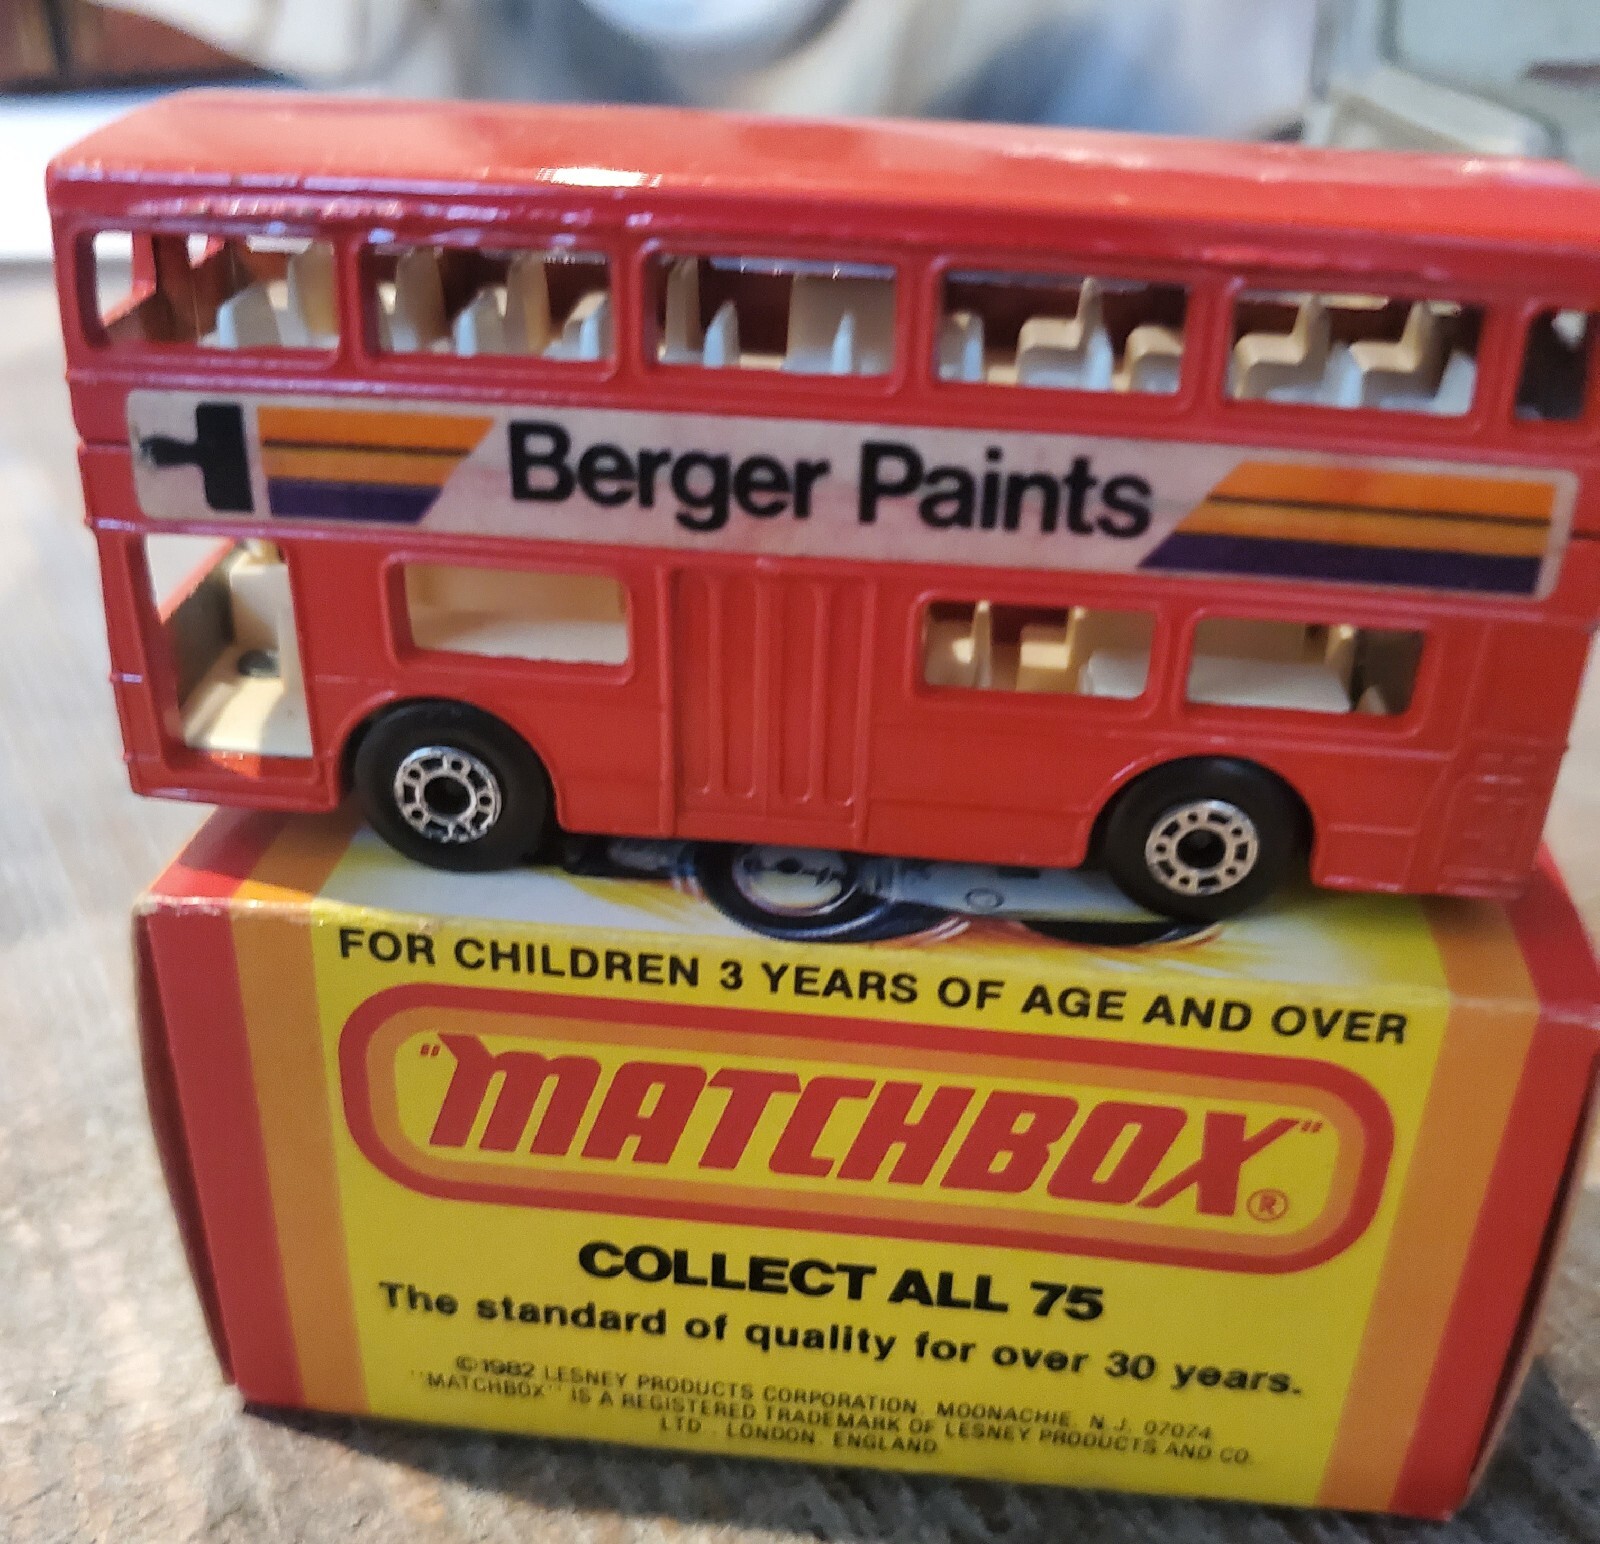 Berger Paints
FOR CHILDREN 3 YEARS OF AGE AND OVER
"MATCHBOX"®
COLLECT ALL 75
The standard of quality for over 30 years.
©1982 LESNEY PRODUCTS CORPORATION, MOONACHIE, N.J. 07074
"MATCHBOX" IS A REGISTERED TRADEMARK OF LESNEY PRODUCTS AND CO.
LTD., LONDON, ENGLAND